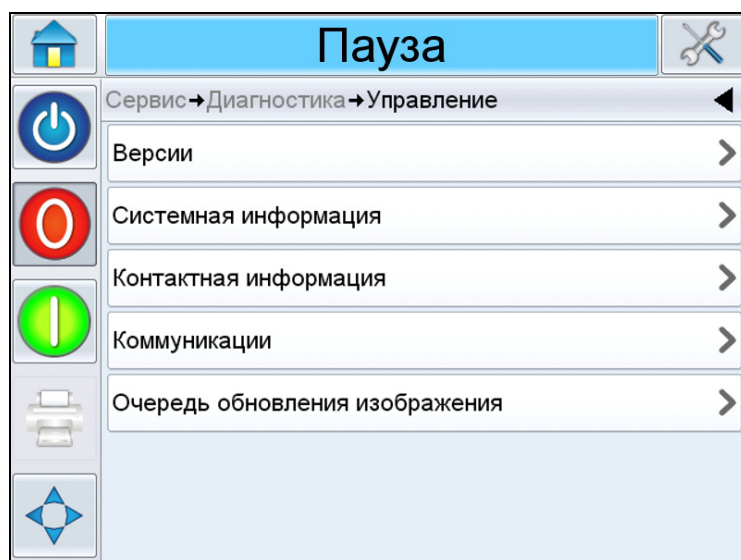 Пауза
Сервис→Диагностика→Управление
Версии
Системная информация
Контактная информация
Коммуникации
Очередь обновления изображения